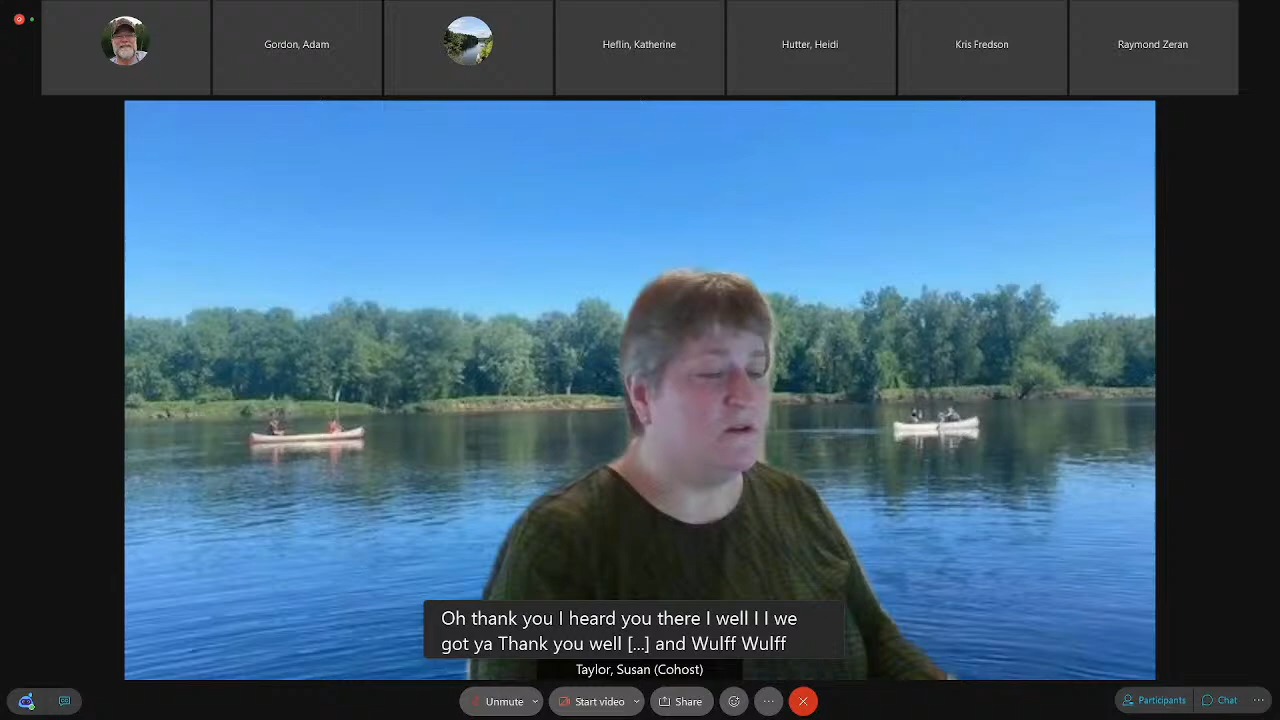 Gordon, Adam
Heflin, Katherine
Hutter, Heidi
Kris Fredson
Raymond Zeran
Oh thank you I heard you there I well I I we
got ya Thank you well [...] and Wulff Wulff
Taylor, Susan (Cohost)
Unmute
Start video
Share
Participants
Chat